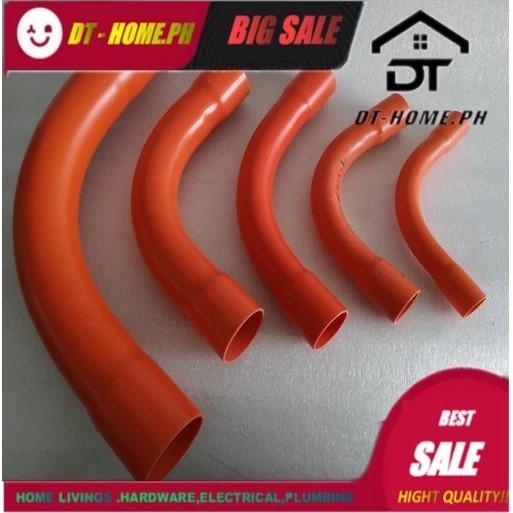 DT - HOME.PH
BIG SALE
DT
DT-HOME.PH
BEST
SALE
HIGHT QUALITY!!
HOME LIVINGS .HARDWARE,ELECTRICAL,PLUMBING